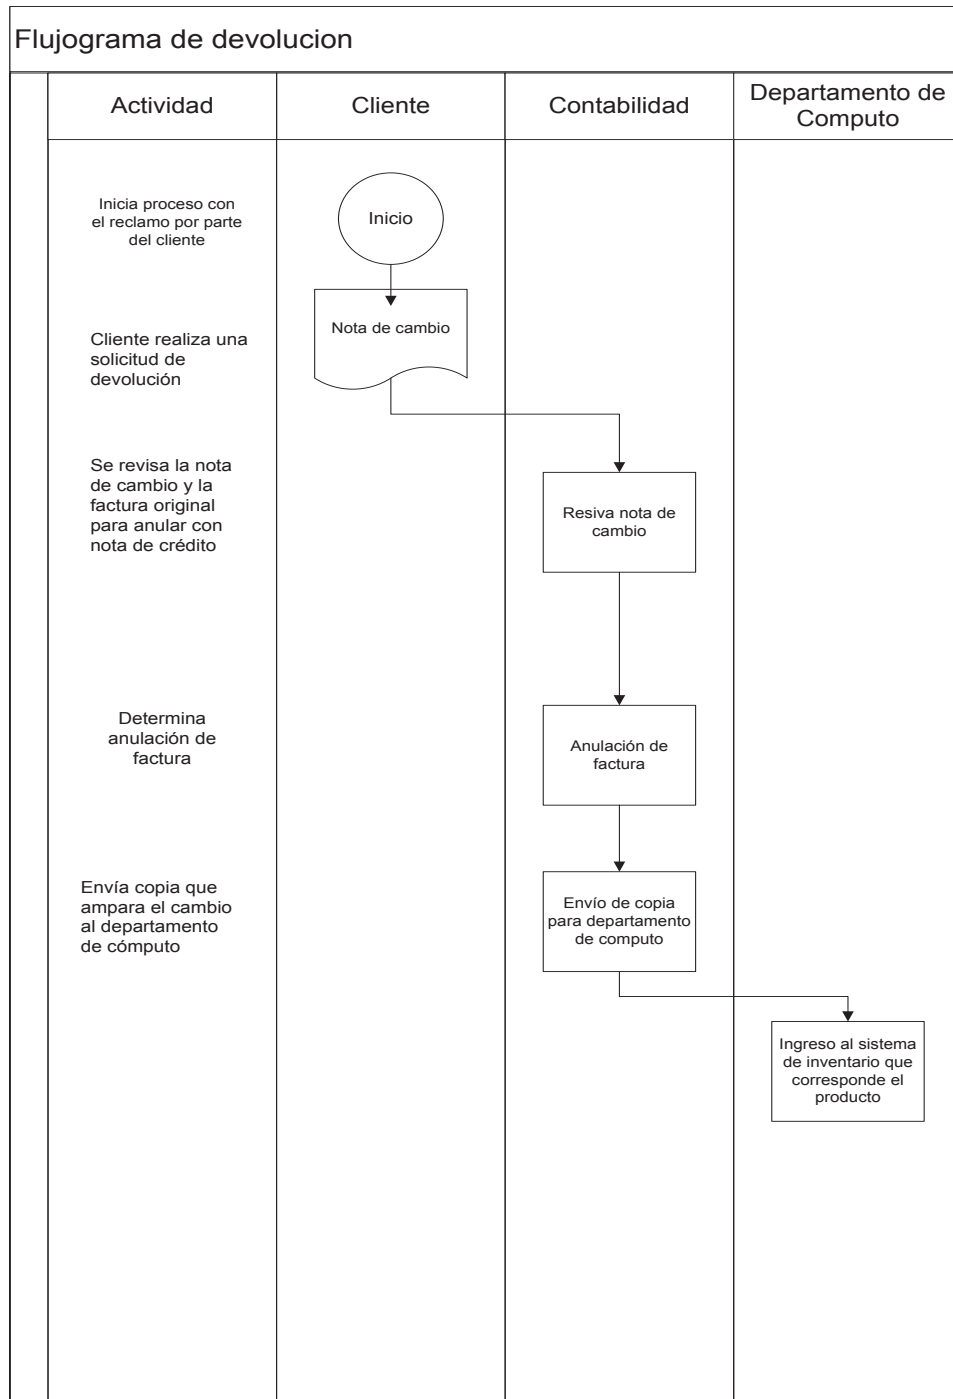 Flujograma de devolucion
Actividad
Cliente
Contabilidad
Departamento de
Computo
Inicia proceso con
el reclamo por parte
del cliente
Inicio
Cliente realiza una
solicitud de
devolución
Nota de cambio
Se revisa la nota
de cambio y la
factura original
para anular con
nota de crédito
Resiva nota de
cambio
Determina
anulación de
factura
Anulación de
factura
Envía copia que
ampara el cambio
al departamento
de cómputo
Envío de copia
para departamento
de computo
Ingreso al sistema
de inventario que
corresponde el
producto